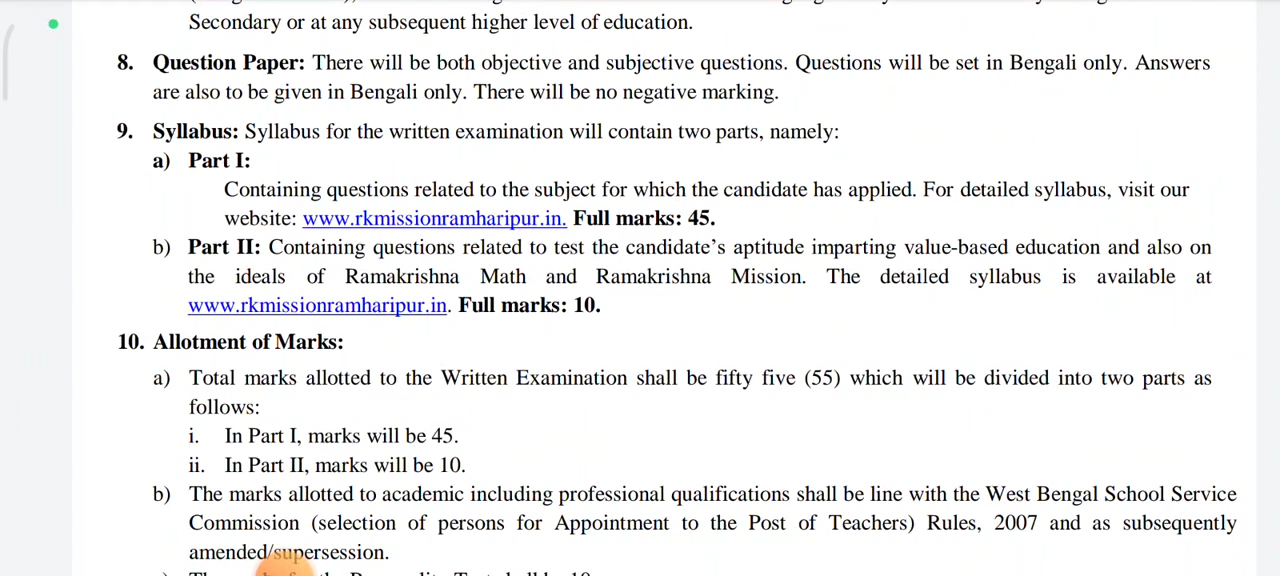 Secondary or at any subsequent higher level of education.
8. Question Paper: There will be both objective and subjective questions. Questions will be set in Bengali only. Answers
are also to be given in Bengali only. There will be no negative marking.
9. Syllabus: Syllabus for the written examination will contain two parts, namely:
a) Part I:
Containing questions related to the subject for which the candidate has applied. For detailed syllabus, visit our
website: www.rkmissionramharipur.in. Full marks: 45.
b) Part II: Containing questions related to test the candidate's aptitude imparting value-based education and also on
the ideals of Ramakrishna Math and Ramakrishna Mission. The detailed syllabus is available at
www.rkmissionramharipur.in. Full marks: 10.
10. Allotment of Marks:
a) Total marks allotted to the Written Examination shall be fifty five (55) which will be divided into two parts as
follows:
i. In Part I, marks will be 45.
ii. In Part II, marks will be 10.
b) The marks allotted to academic including professional qualifications shall be line with the West Bengal School Service
Commission (selection of persons for Appointment to the Post of Teachers) Rules, 2007 and as subsequently
amended/supersession.